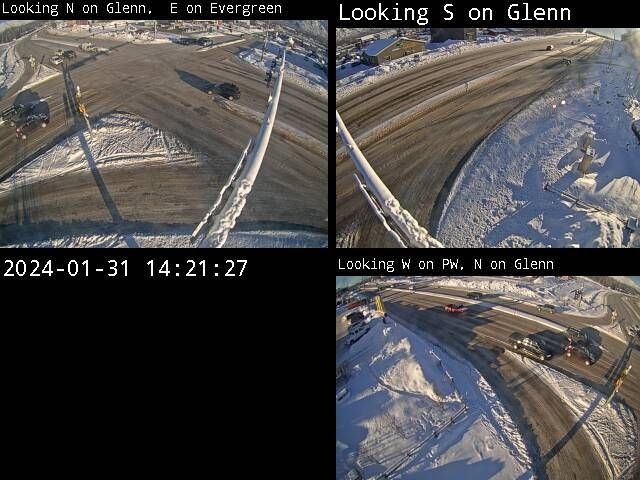 Looking N on Glenn,  E on Evergreen
Looking S on Glenn
2024-01-31 14:21:27
Looking W on PW, N on Glenn